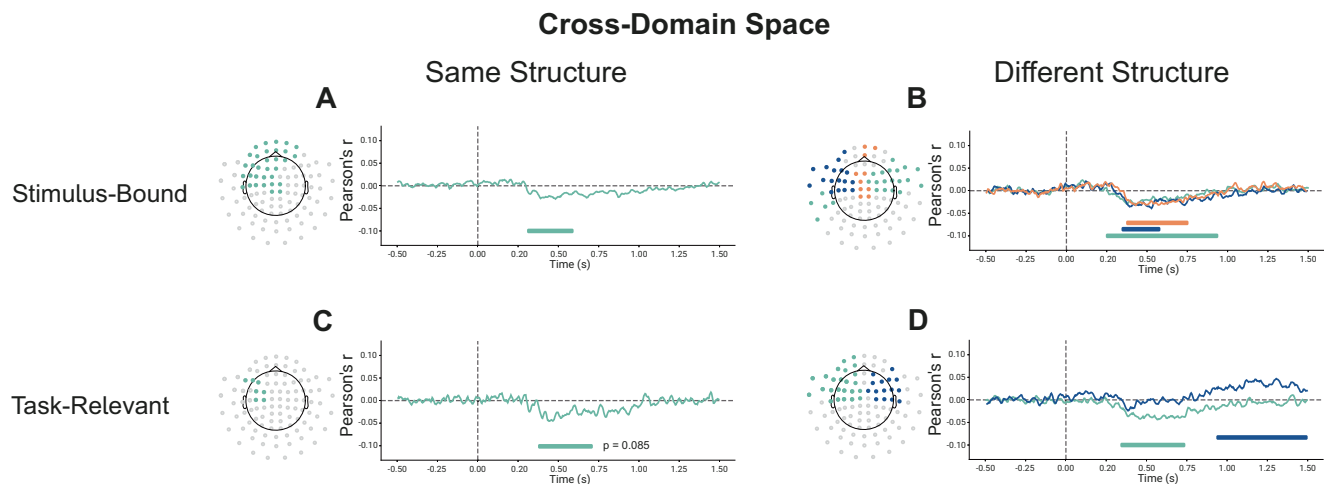 Cross-Domain Space
Same Structure
Different Structure
A
B
Stimulus-Bound
Pearson's r
0.10
0.05
0.00
-0.05
-0.10
-0.50 -0.25 0.00 0.25 0.50 0.75 1.00 1.25 1.50
Time (s)
Pearson's r
0.10
0.05
0.00
-0.05
-0.10
-0.50 -0.25 0.00 0.25 0.50 0.75 1.00 1.25 1.50
Time (s)
C
D
Task-Relevant
Pearson's r
0.10
0.05
0.00
-0.05
-0.10
p = 0.085
-0.50 -0.25 0.00 0.25 0.50 0.75 1.00 1.25 1.50
Time (s)
Pearson's r
0.10
0.05
0.00
-0.05
-0.10
-0.50 -0.25 0.00 0.25 0.50 0.75 1.00 1.25 1.50
Time (s)